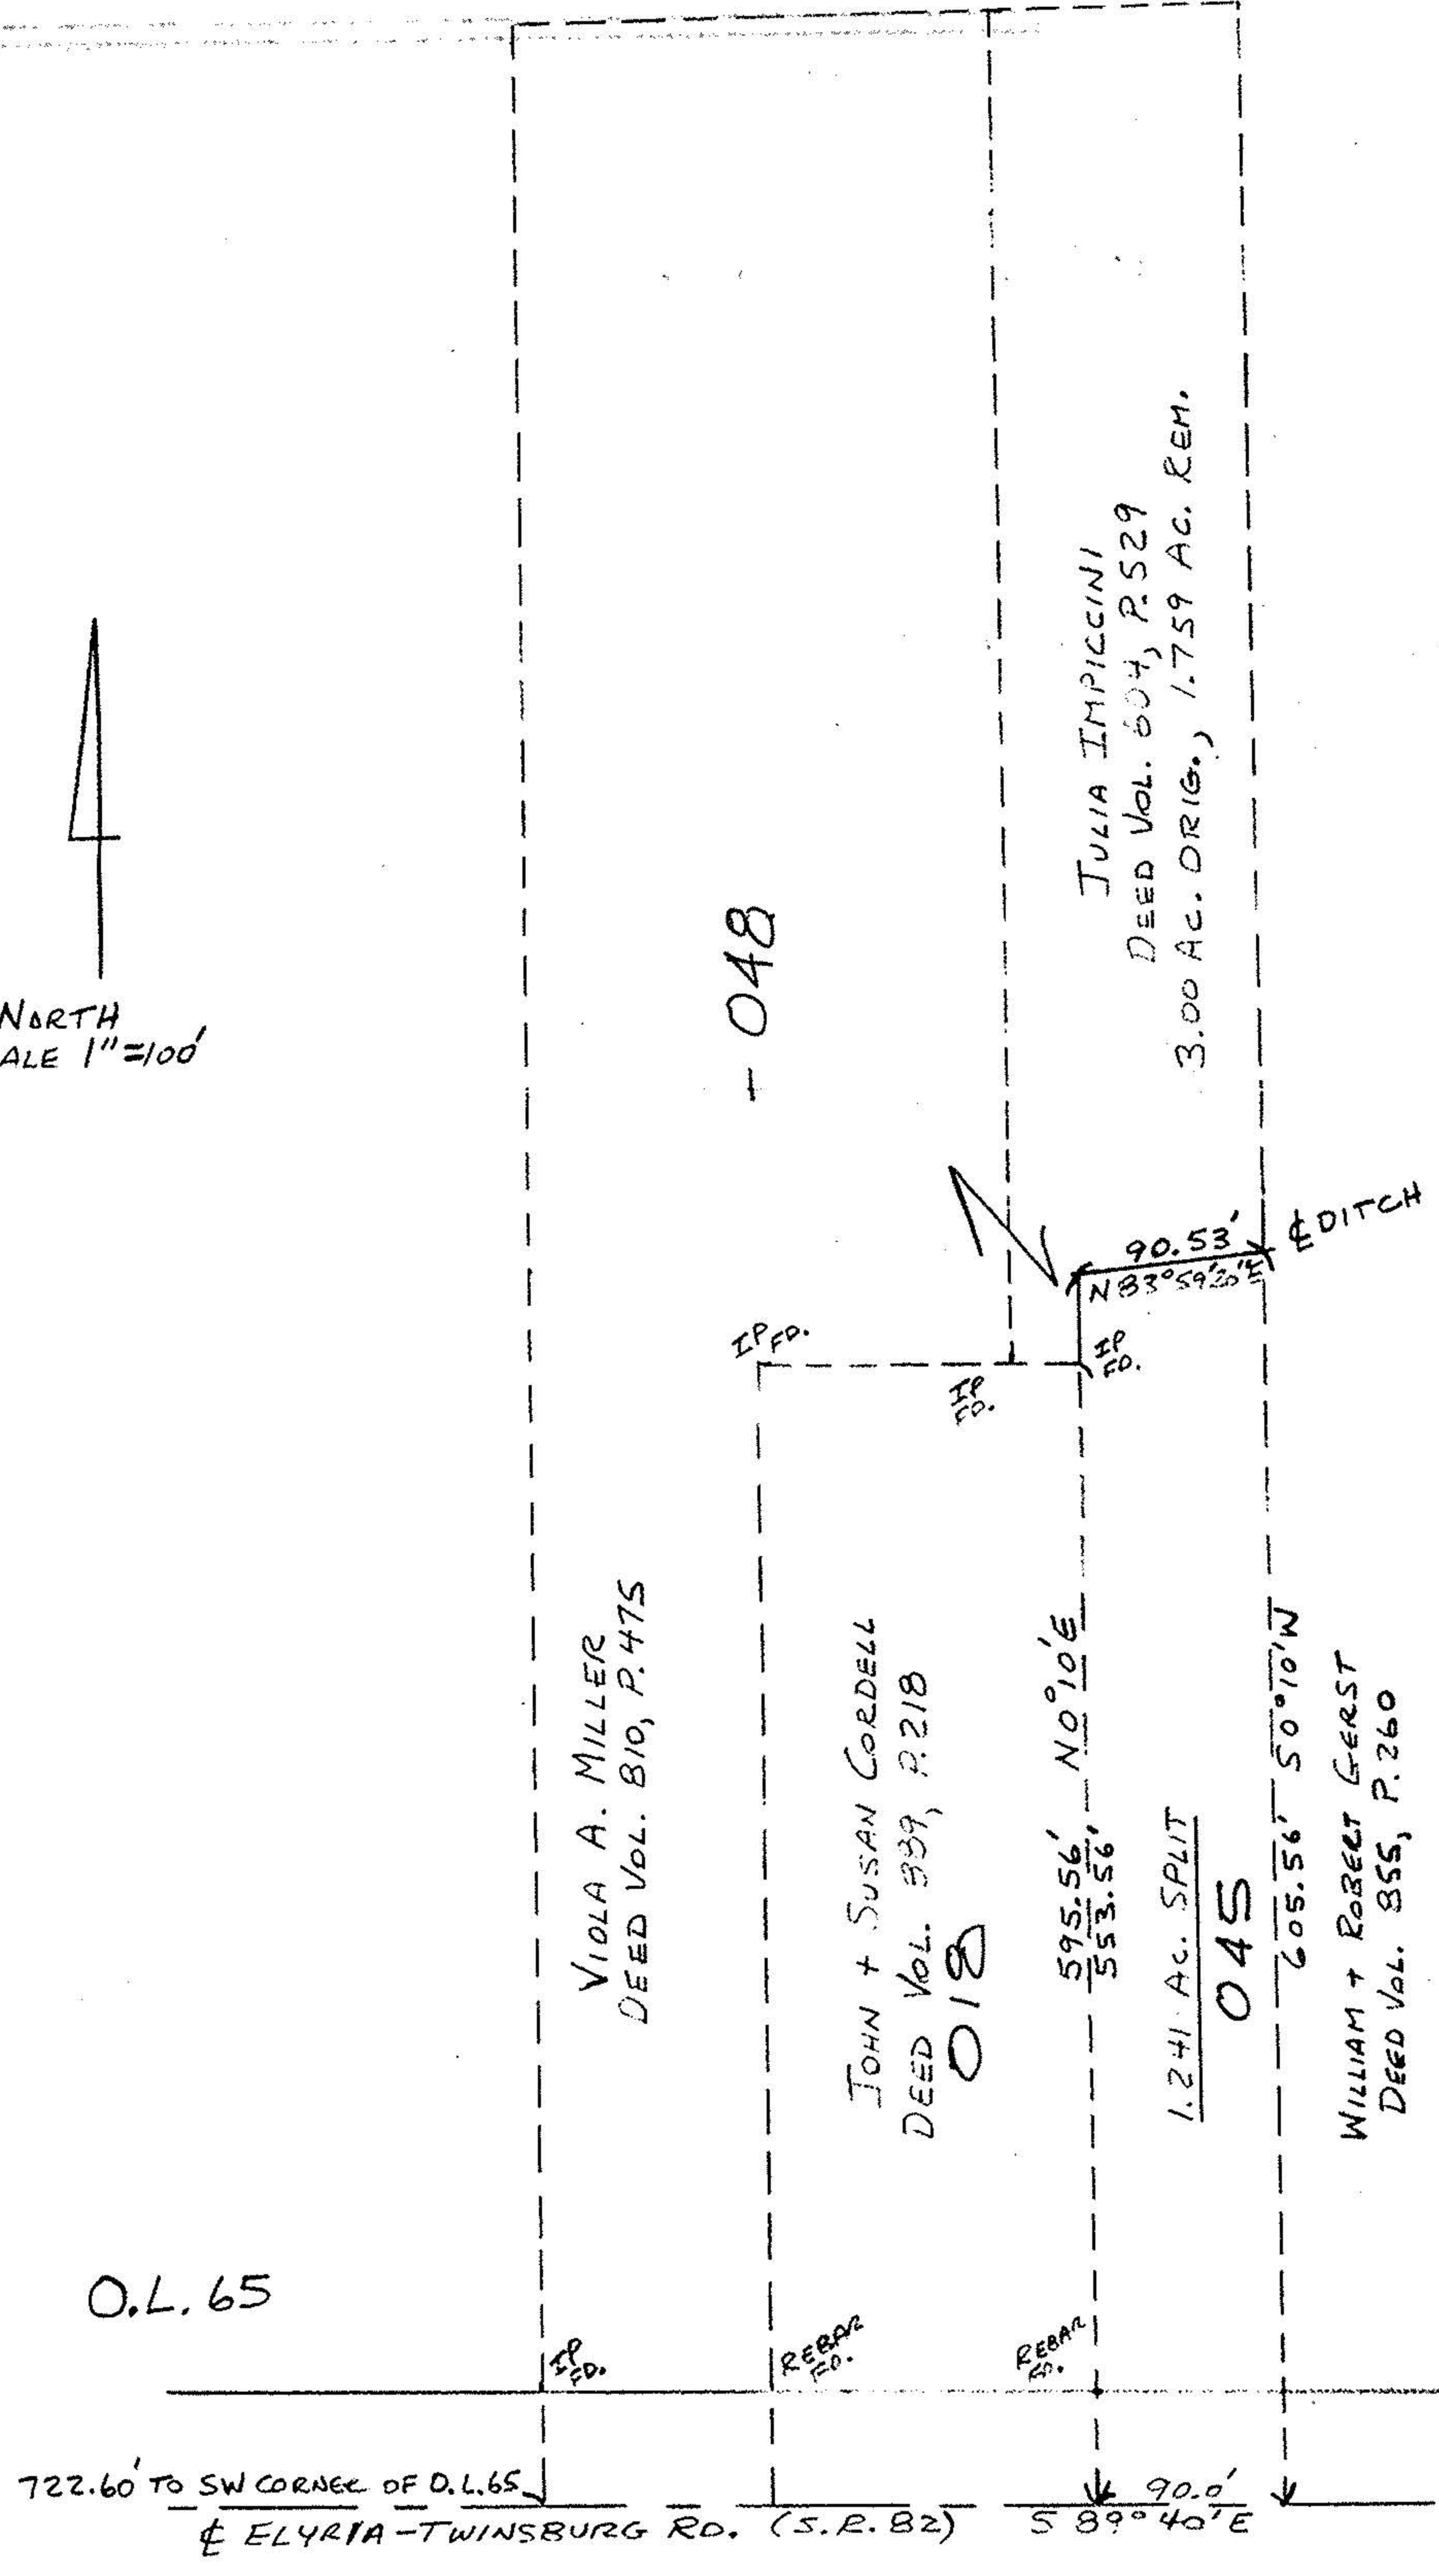 NORTH
ALE 1"=100'
JULIA IMPICCINI
DEED VOL. 604, P. 529
3.00 AC. ORIG., 1.759 AC. REM.
- 048
90.53'
N 83°59'20"E
₵ DITCH
IP FD.
IP FD.
IP FD.
VIOLA A. MILLER
DEED VOL. 810, P. 475
JOHN + SUSAN CORDELL
DEED VOL. , P. 218
018
595.56' N0°10'E
553.56'
1.241 AC. SPLIT
045
605.56' S0°10'W
WILLIAM + ROBERT GERST
DEED VOL. 855, P. 260
O.L. 65
IP FD.
REBAR FD.
REBAR FD.
722.60' TO SW CORNER OF O.L. 65
90.0'
₵ ELYRIA-TWINSBURG RD. (S.R. 82) S 89°40'E